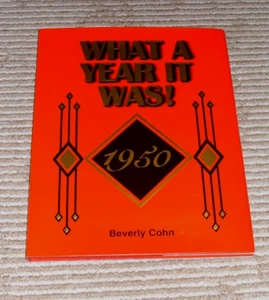 WHAT A
YEAR IT
WAS!
1950
Beverly Cohn